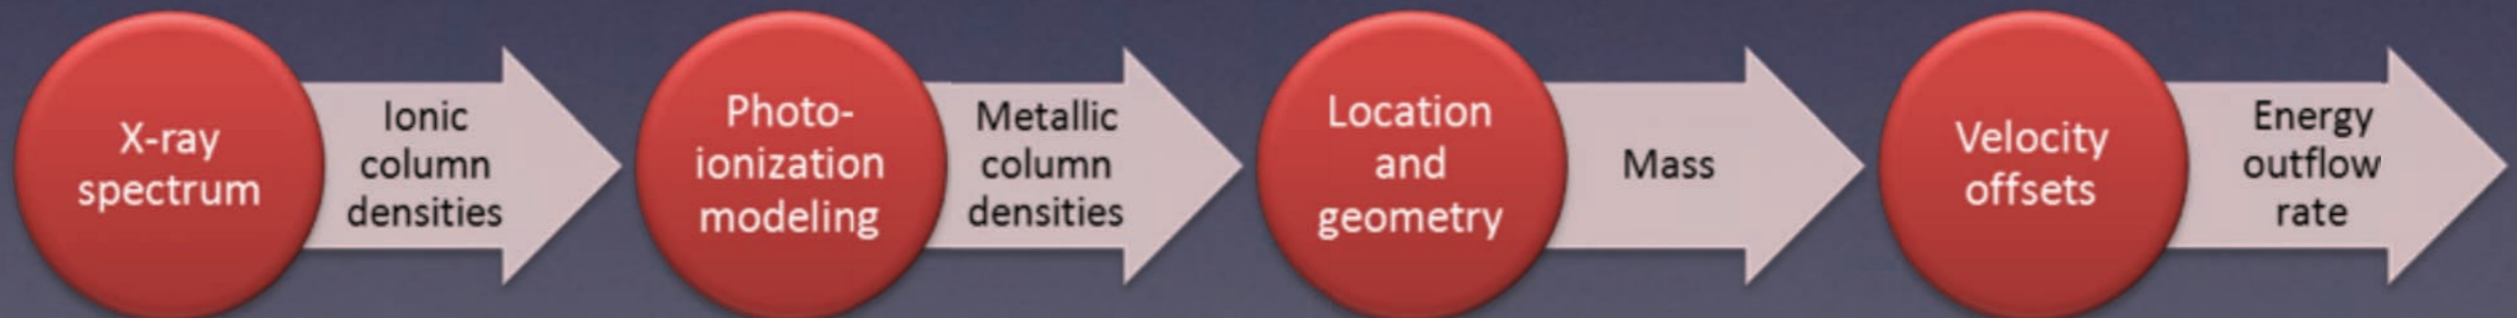 X-ray
spectrum
Ionic
column
densities
Photo-
ionization
modeling
Metallic
column
densities
Location
and
geometry
Mass
Velocity
offsets
Energy
outflow
rate